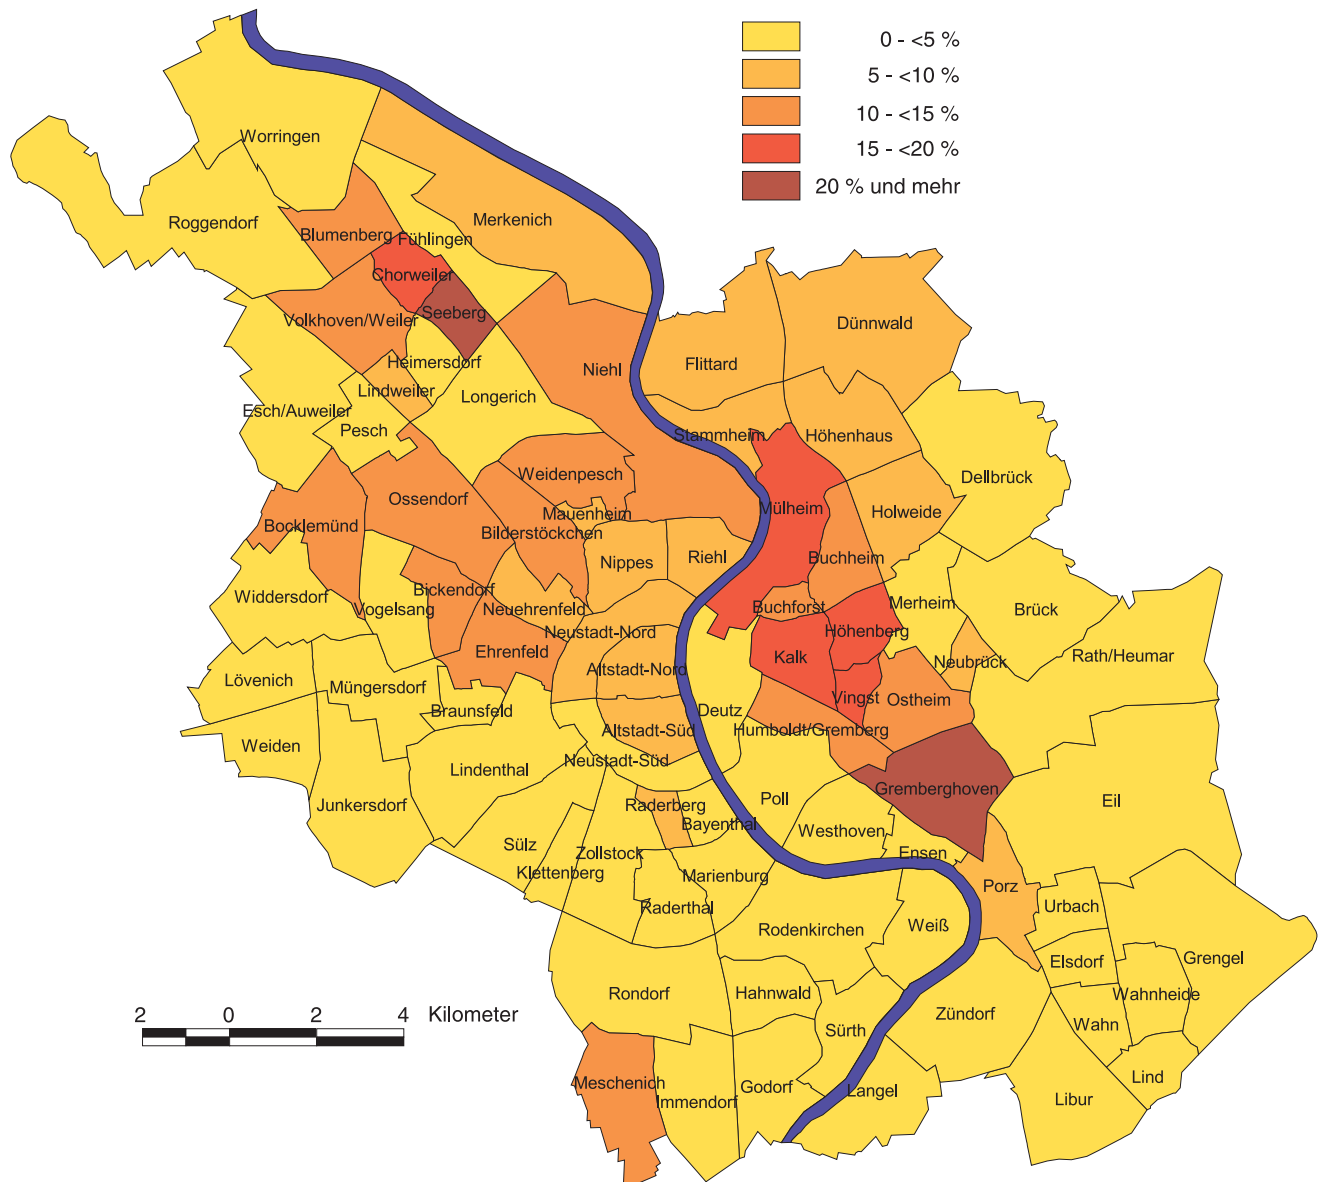 0 - <5 %
5 - <10 %
10 - <15 %
15 - <20 %
20 % und mehr
Worringen
Roggendorf
Merkenich
Blumenberg
Fühlingen
Chorweiler
Seeberg
Volkhoven/Weiler
Dünnwald
Heimersdorf
Niehl
Flittard
Lindweiler
Longerich
Esch/Auweiler
Pesch
Stammheim
Höhenhaus
Weidenpesch
Dellbrück
Ossendorf
Mülheim
Holweide
Bocklemünd
Mauenheim
Bilderstöckchen
Nippes
Riehl
Buchheim
Widdersdorf
Vogelsang
Bickendorf
Neuehrenfeld
Buchforst
Merheim
Brück
Neustadt-Nord
Höhenberg
Ehrenfeld
Altstadt-Nord
Kalk
Neubrück
Rath/Heumar
Lövenich
Müngersdorf
Vingst
Ostheim
Braunsfeld
Deutz
Weiden
Altstadt-Süd
Humboldt/Gremberg
Neustadt-Süd
Lindenthal
Gremberghoven
Junkersdorf
Raderberg
Poll
Eil
Bayenthal
Westhoven
Sülz
Zollstock
Ensen
Klettenberg
Marienburg
Porz
Raderthal
Urbach
Rodenkirchen
Weiß
Elsdorf
Grengel
Rondorf
Hahnwald
Wahnheide
2 0 2 4 Kilometer
Zündorf
Wahn
Sürth
Meschenich
Godorf
Lind
Immendorf
Langel
Libur